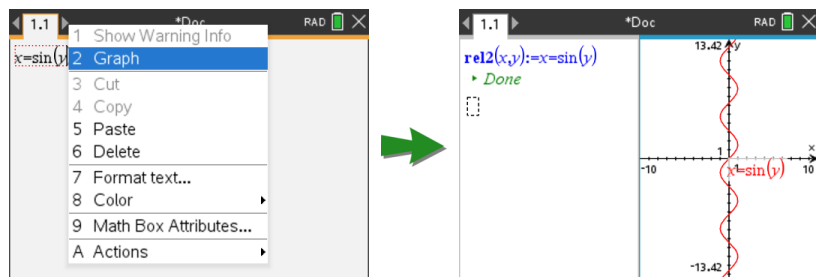 1.1 *Doc RAD
x=sin(y
1 Show Warning Info
2 Graph
3 Cut
4 Copy
5 Paste
6 Delete
7 Format text...
8 Color
9 Math Box Attributes...
A Actions
1.1 *Doc RAD
rel2(x,y):=x=sin(y)
Done
13.42 y
x
1
-10 1 10
x=sin(y)
-13.42